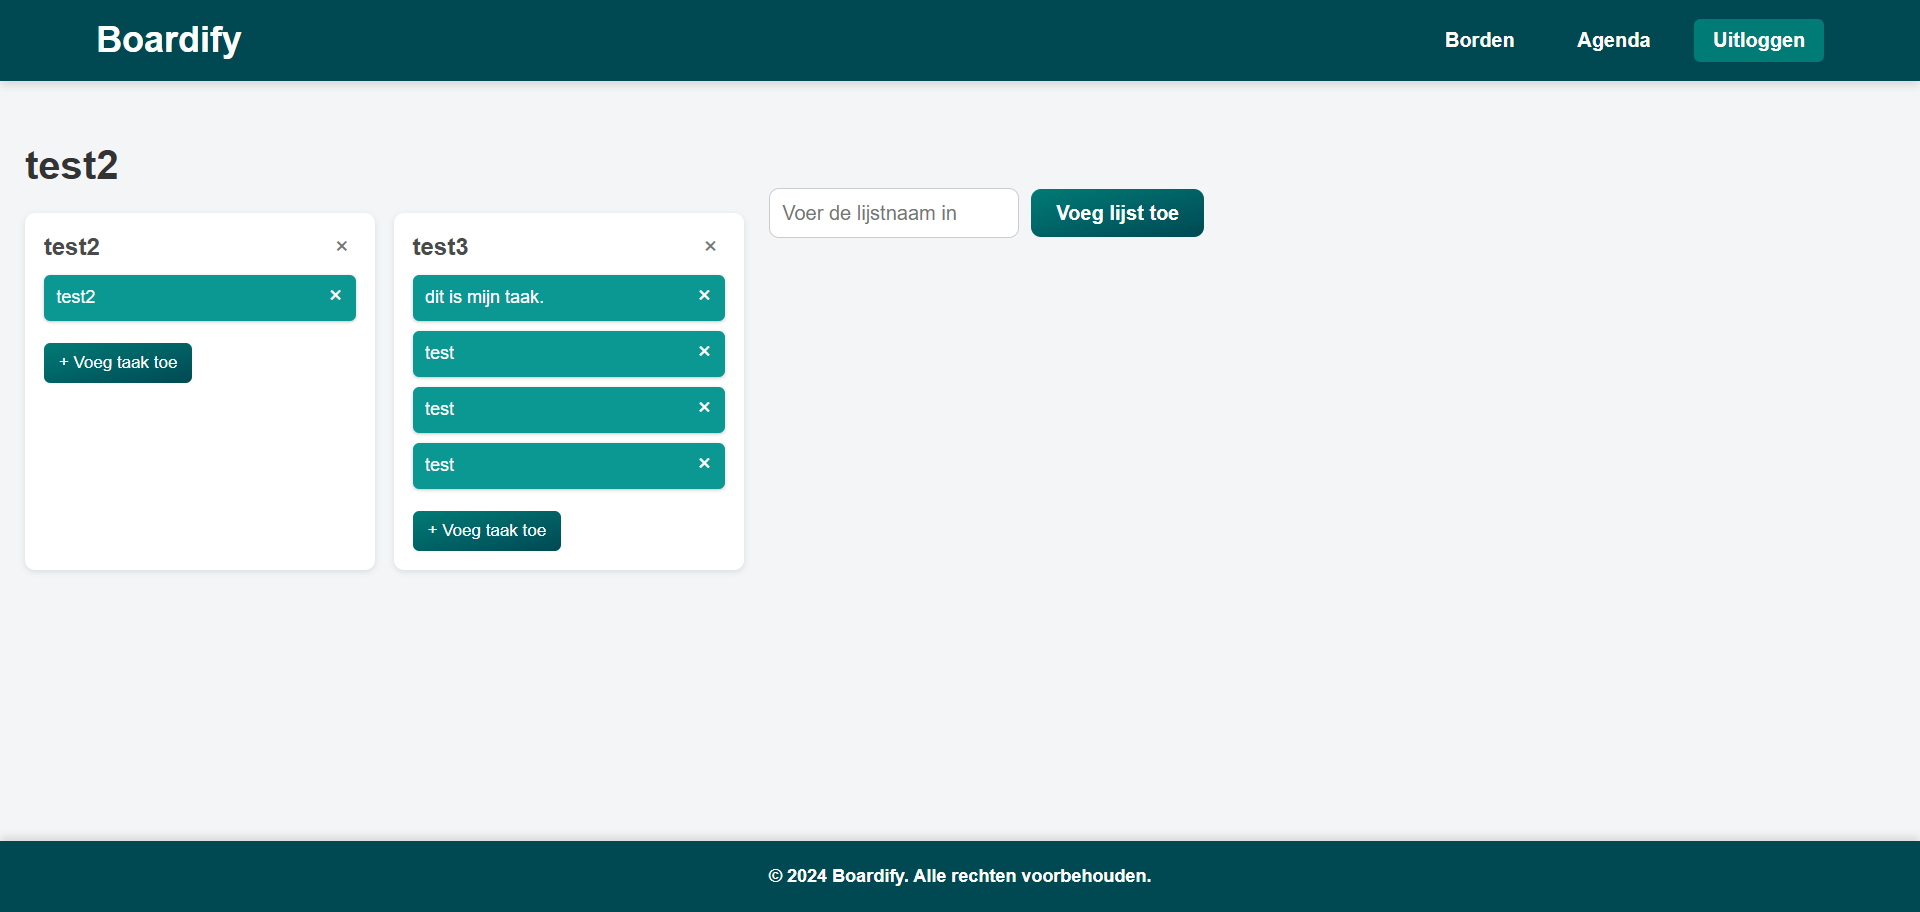 Boardify
Borden
Agenda
Uitloggen
test2
test2 ×
test2 ×
+ Voeg taak toe
test3 ×
dit is mijn taak. ×
test ×
test ×
test ×
+ Voeg taak toe
Voer de lijstnaam in
Voeg lijst toe
© 2024 Boardify. Alle rechten voorbehouden.